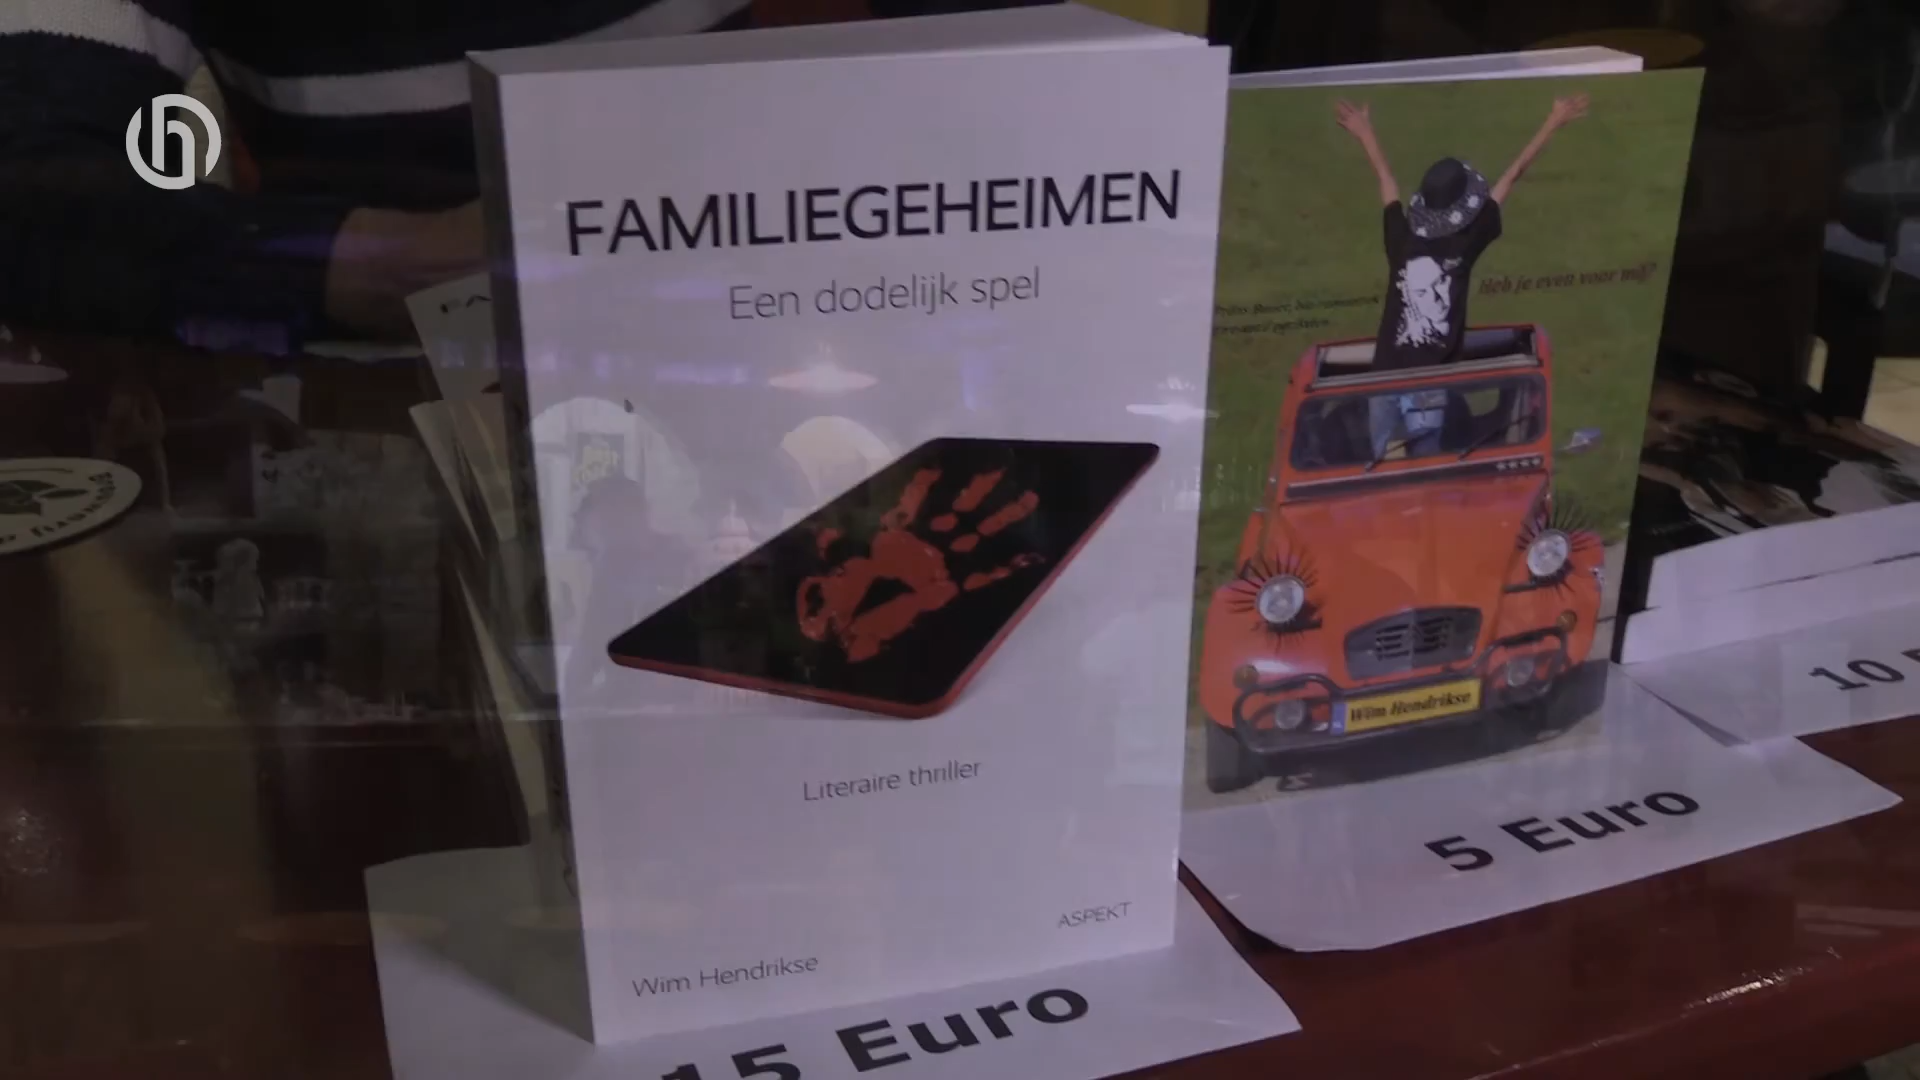 FAMILIEGEHEIMEN
Een dodelijk spel
Literaire thriller
ASPEKT
Wim Hendrikse
15 Euro
Heb je even voor mij?
Wim Hendrikse
5 Euro
10